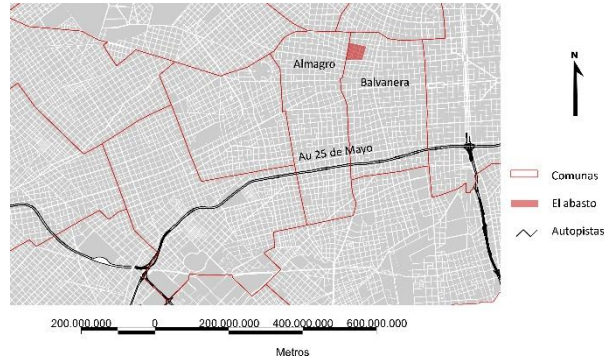 Almagro
Balvanera
Au 25 de Mayo
N
Comunas
El abasto
Autopistas
200.000.000 0 200.000.000 400.000.000 600.000.000
Metros